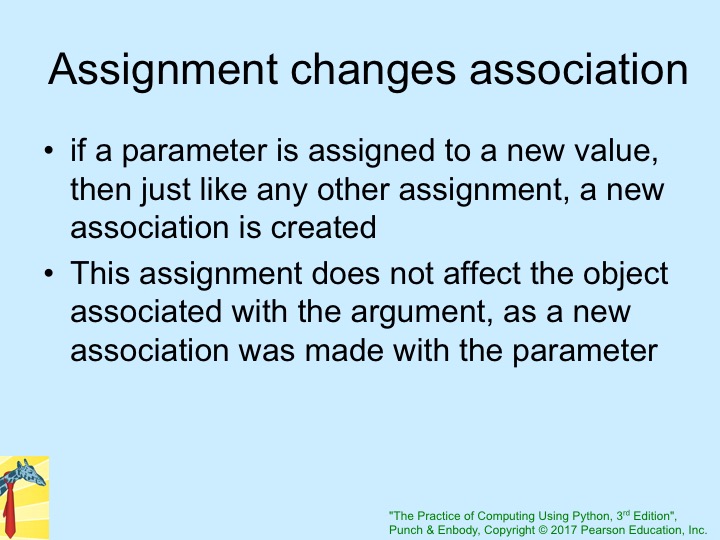 Assignment changes association
• if a parameter is assigned to a new value,
then just like any other assignment, a new
association is created
• This assignment does not affect the object
associated with the argument, as a new
association was made with the parameter
"The Practice of Computing Using Python, 3rd Edition",
Punch & Enbody, Copyright © 2017 Pearson Education, Inc.